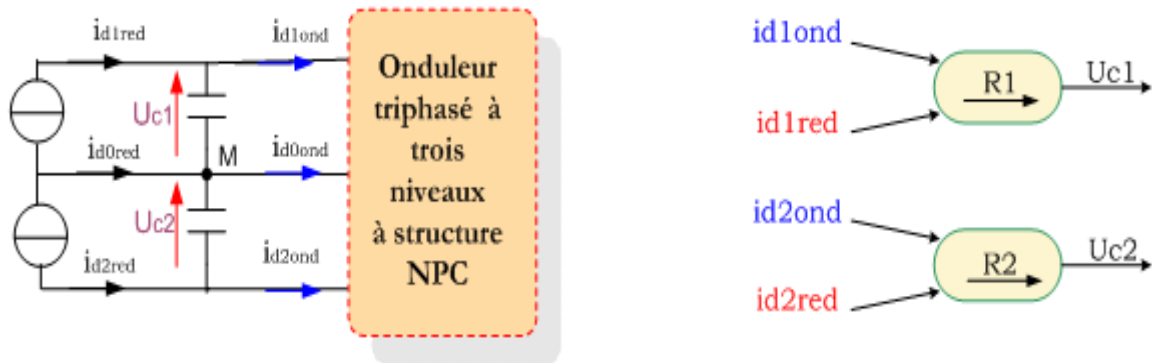 id1red
id1ond
Uc1
id0red
M
id0ond
Uc2
id2red
id2ond
Onduleur
triphasé à
trois
niveaux
à structure
NPC
id1ond
id1red
R1
Uc1
id2ond
id2red
R2
Uc2